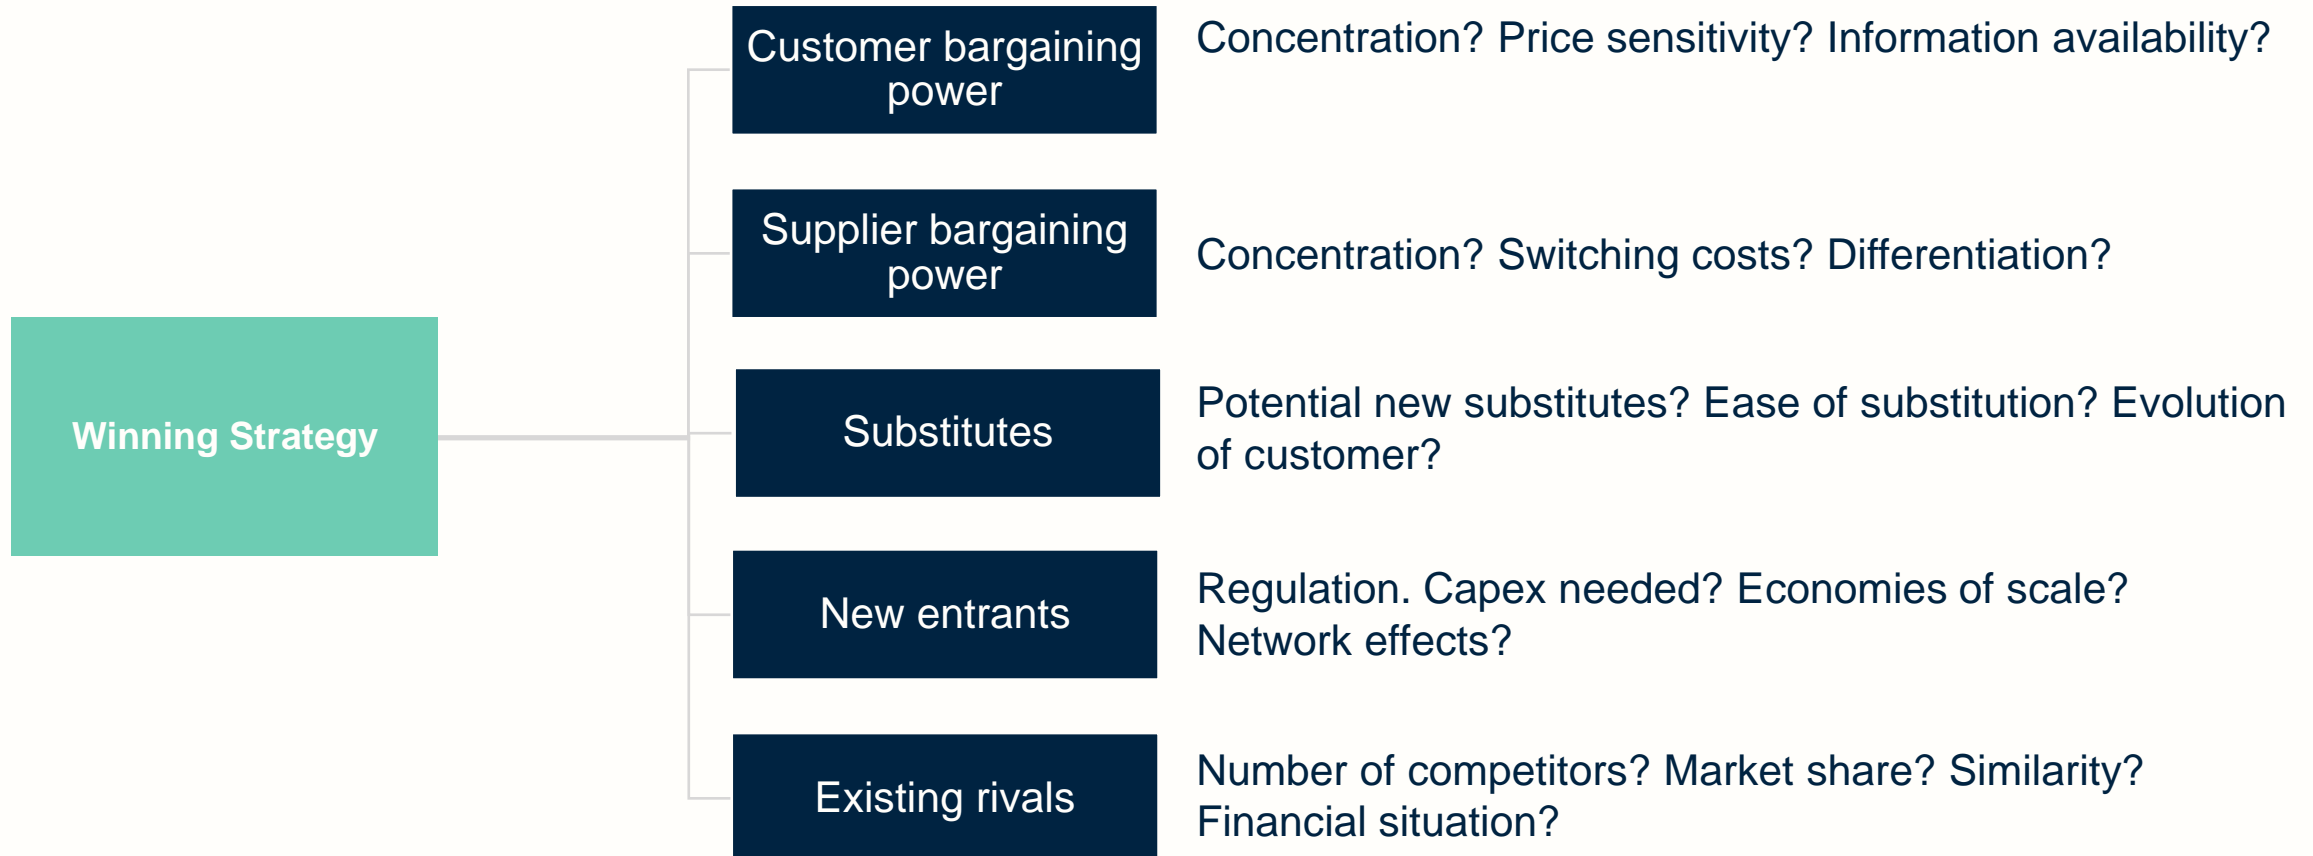 Customer bargaining
power
Concentration? Price sensitivity? Information availability?
Supplier bargaining
power
Concentration? Switching costs? Differentiation?
Winning Strategy
Substitutes
Potential new substitutes? Ease of substitution? Evolution
of customer?
New entrants
Regulation. Capex needed? Economies of scale?
Network effects?
Existing rivals
Number of competitors? Market share? Similarity?
Financial situation?